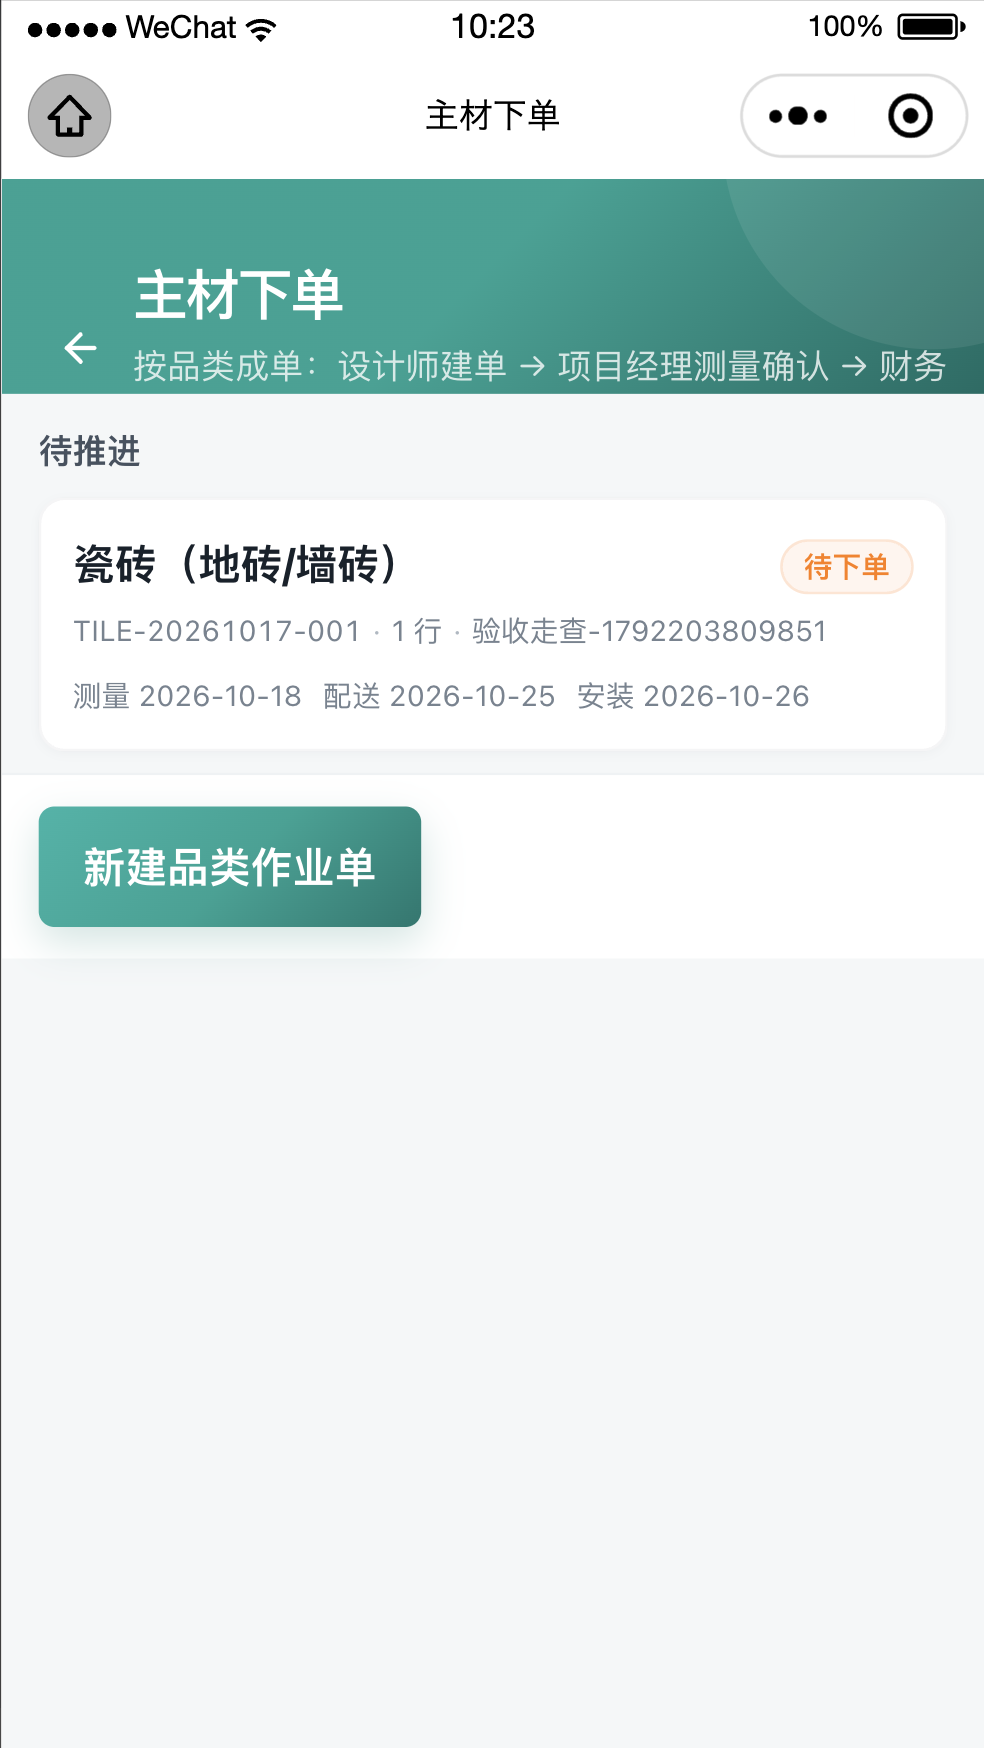 WeChat 10:23 100%
主材下单
主材下单
按品类成单：设计师建单 → 项目经理测量确认 → 财务
待推进
瓷砖（地砖/墙砖） 待下单
TILE-20261017-001 · 1 行 · 验收走查-1792203809851
测量 2026-10-18 配送 2026-10-25 安装 2026-10-26
新建品类作业单